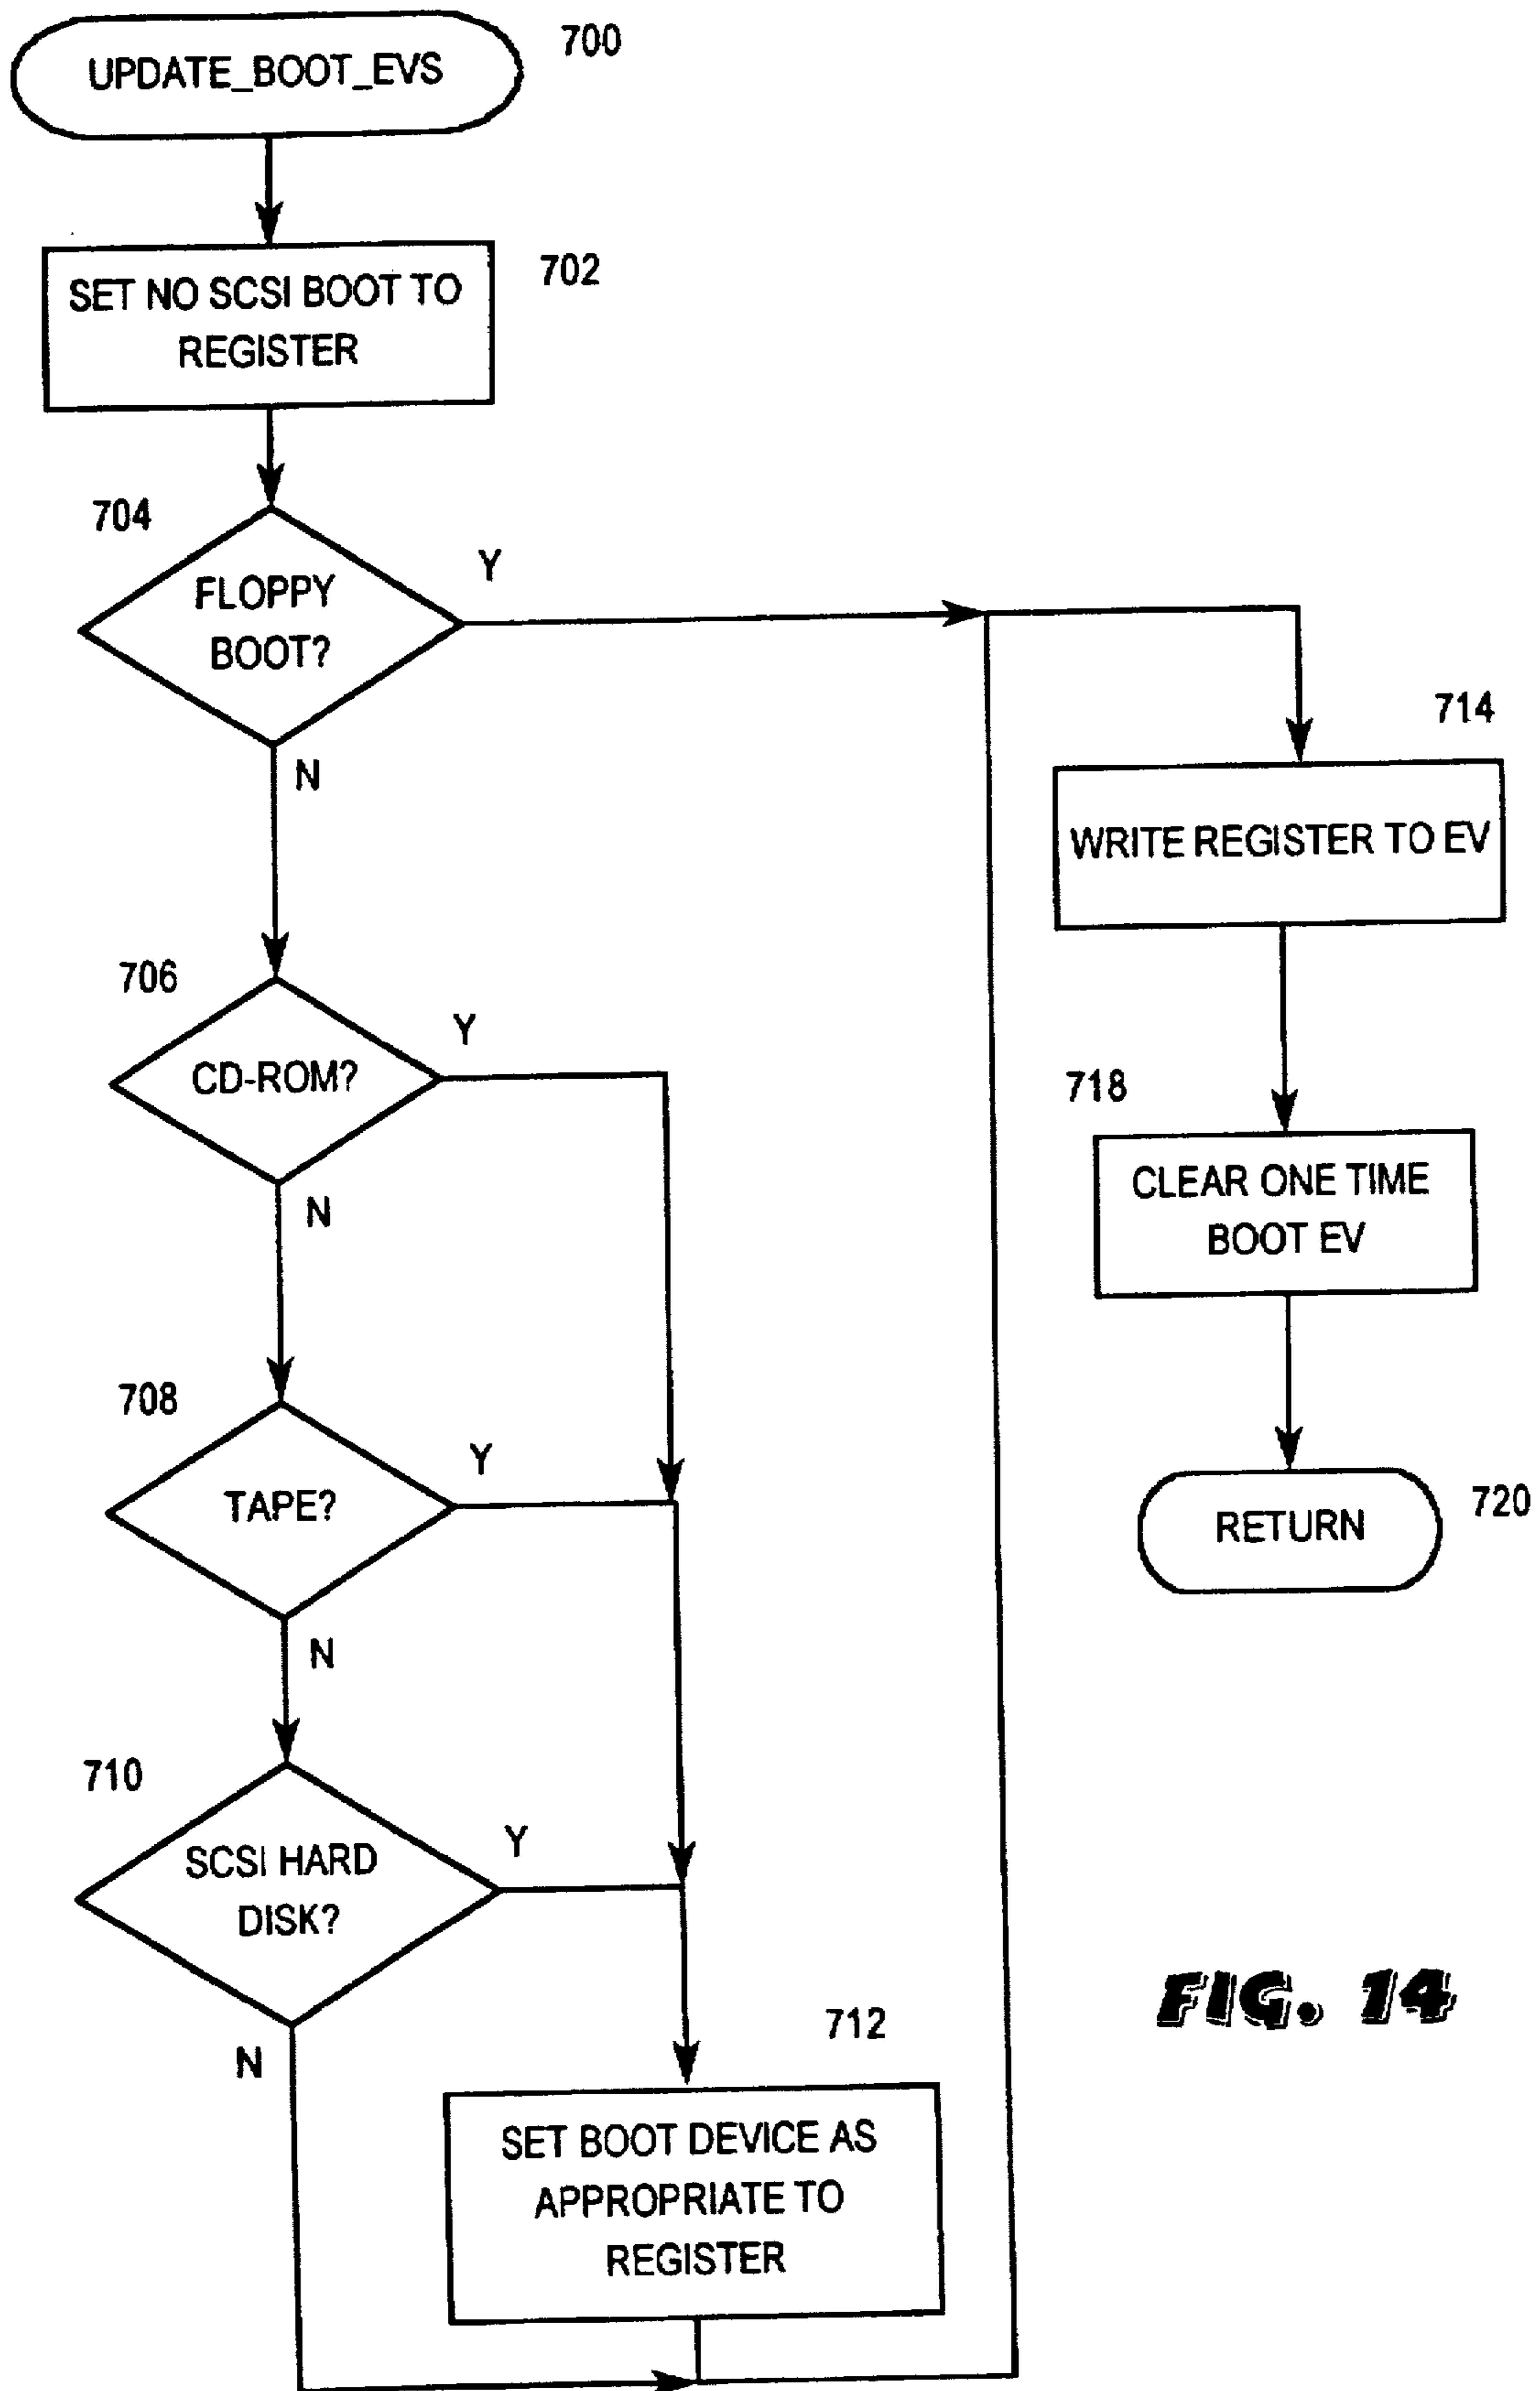 700
UPDATE_BOOT_EVS
702
SET NO SCSI BOOT TO
REGISTER
704
FLOPPY
BOOT?
Y
N
706
CD-ROM?
Y
N
708
TAPE?
Y
N
710
SCSI HARD
DISK?
Y
N
712
SET BOOT DEVICE AS
APPROPRIATE TO
REGISTER
714
WRITE REGISTER TO EV
718
CLEAR ONE TIME
BOOT EV
RETURN
720
FIG. 14